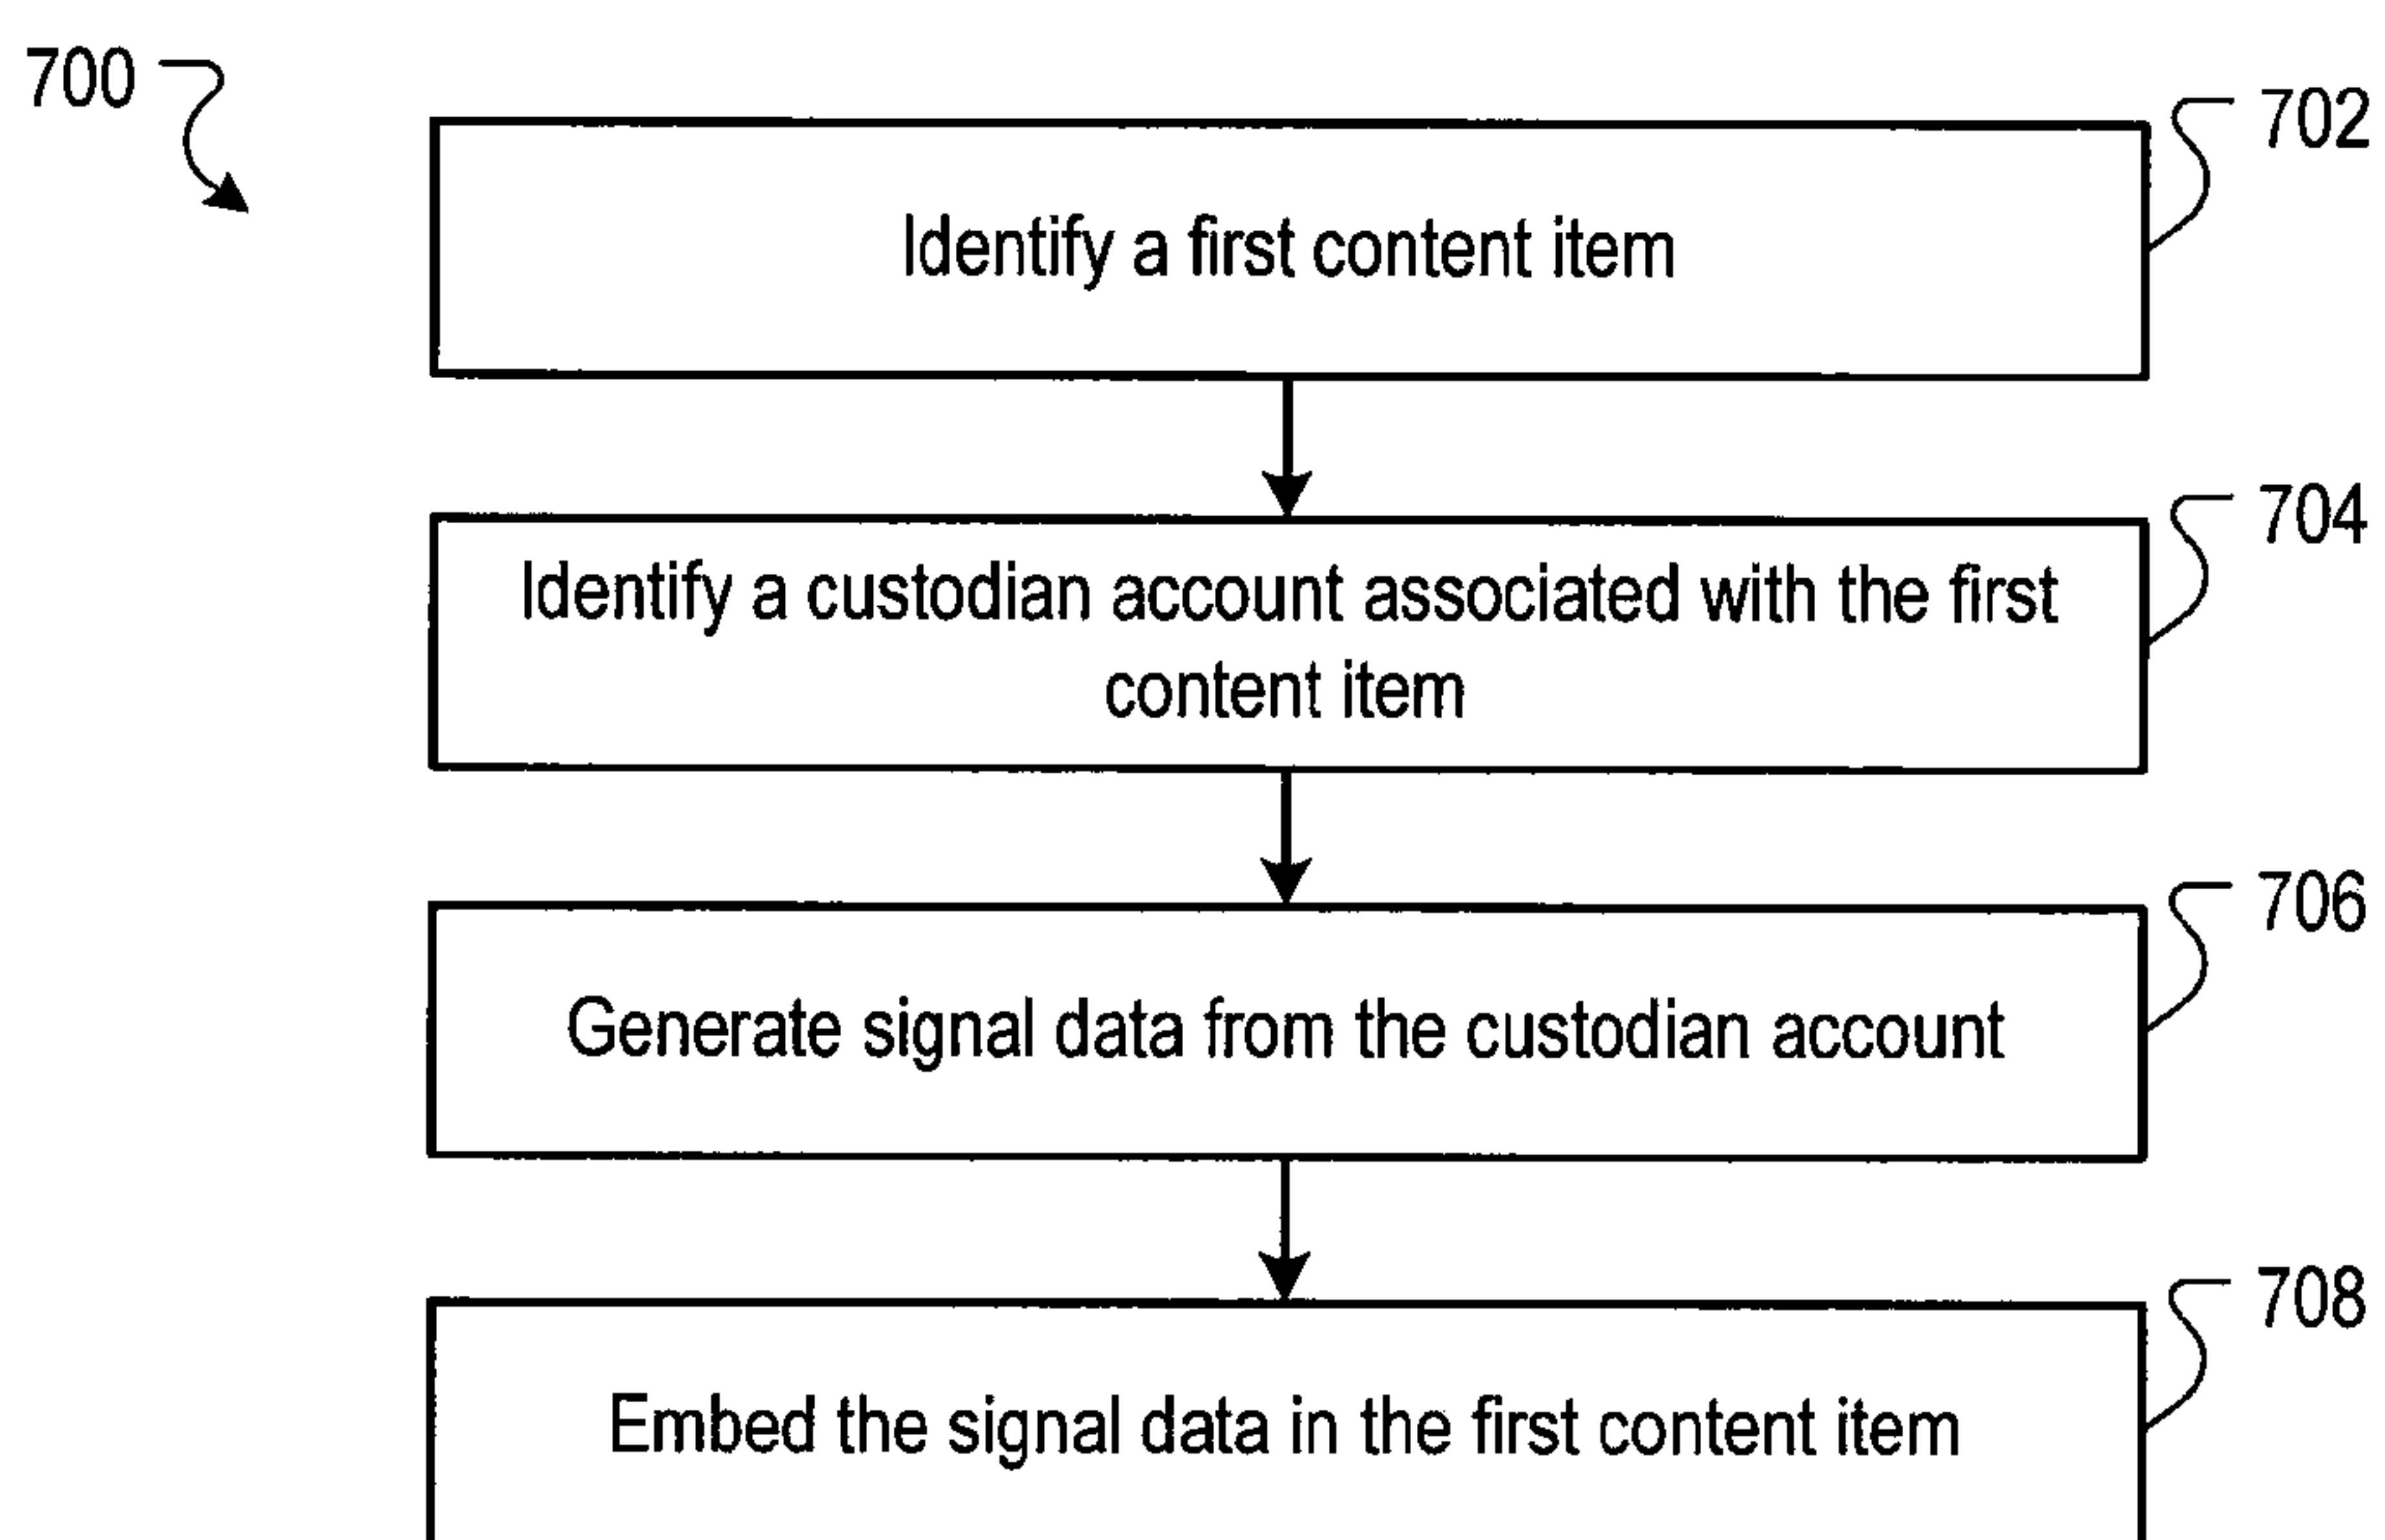 700
702
Identify a first content item
704
Identify a custodian account associated with the first
content item
706
Generate signal data from the custodian account
708
Embed the signal data in the first content item